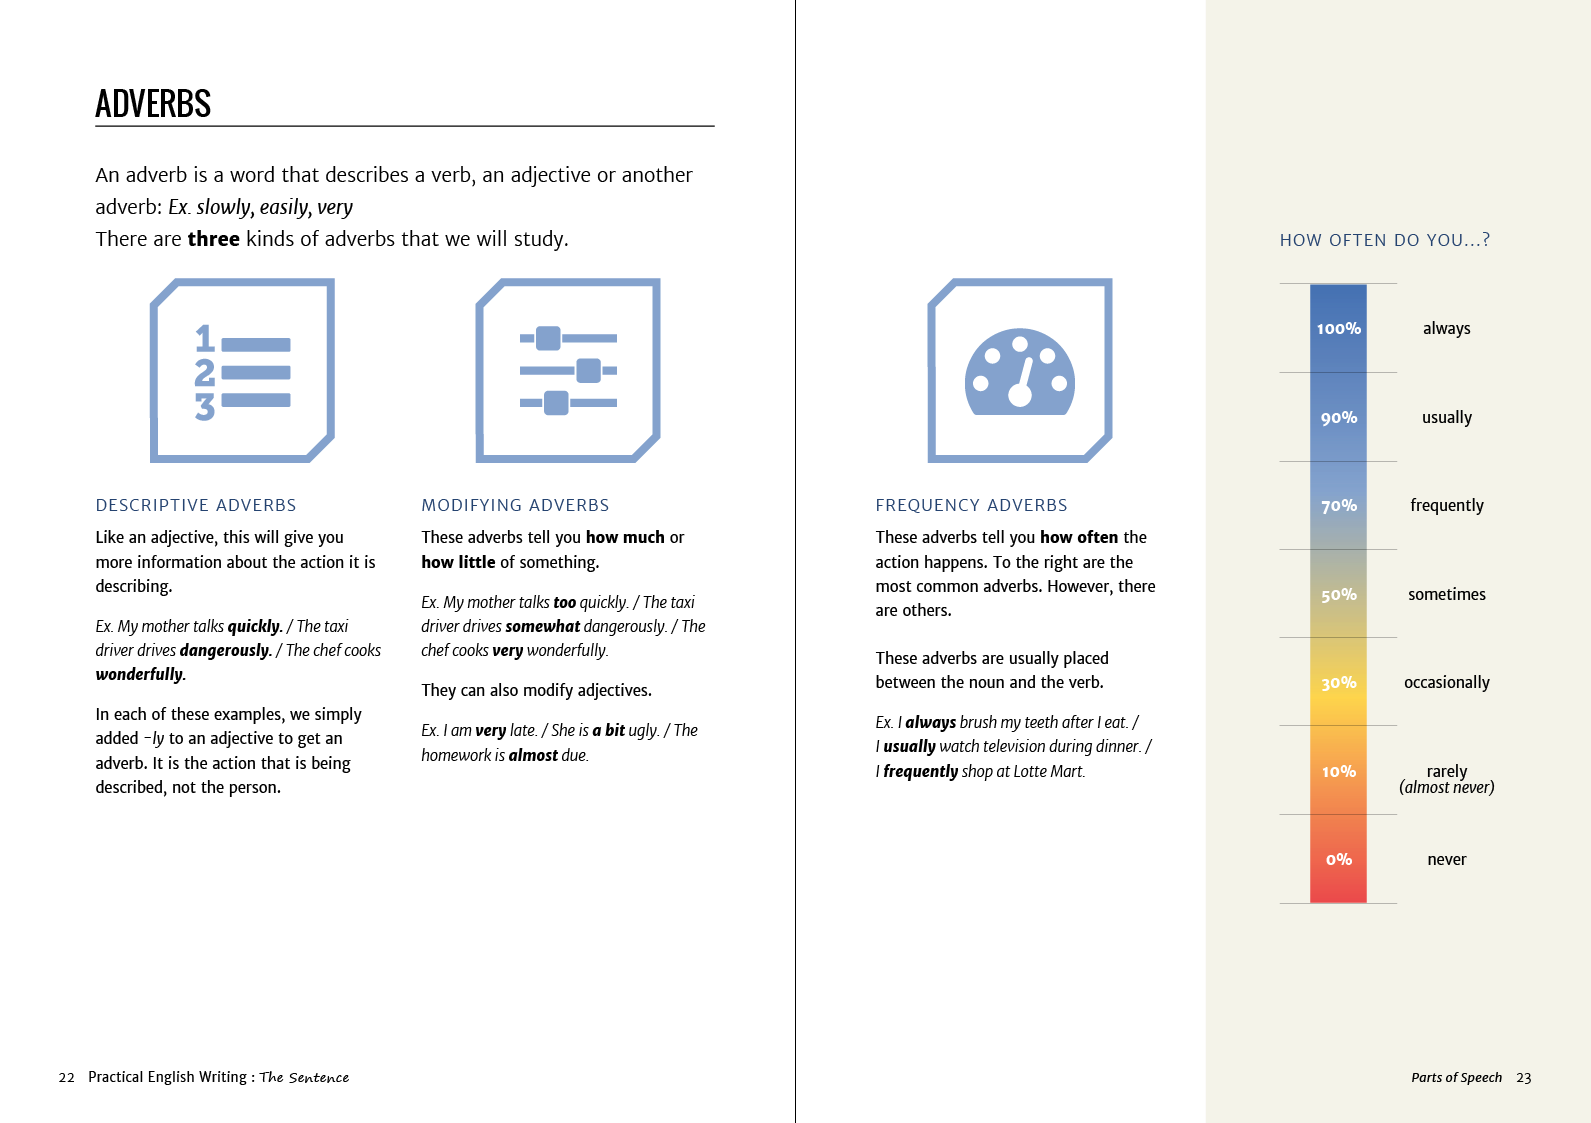 ADVERBS
An adverb is a word that describes a verb, an adjective or another
adverb: Ex. slowly, easily, very
There are three kinds of adverbs that we will study.
1
2
3
DESCRIPTIVE ADVERBS
Like an adjective, this will give you
more information about the action it is
describing.
Ex. My mother talks quickly. / The taxi
driver drives dangerously. / The chef cooks
wonderfully.
In each of these examples, we simply
added -ly to an adjective to get an
adverb. It is the action that is being
described, not the person.
MODIFYING ADVERBS
These adverbs tell you how much or
how little of something.
Ex. My mother talks too quickly. / The taxi
driver drives somewhat dangerously. / The
chef cooks very wonderfully.
They can also modify adjectives.
Ex. I am very late. / She is a bit ugly. / The
homework is almost due.
22 Practical English Writing : The Sentence
FREQUENCY ADVERBS
These adverbs tell you how often the
action happens. To the right are the
most common adverbs. However, there
are others.
These adverbs are usually placed
between the noun and the verb.
Ex. I always brush my teeth after I eat. /
I usually watch television during dinner. /
I frequently shop at Lotte Mart.
HOW OFTEN DO YOU...?
100% always
90% usually
70% frequently
50% sometimes
30% occasionally
10% rarely
(almost never)
0% never
Parts of Speech 23